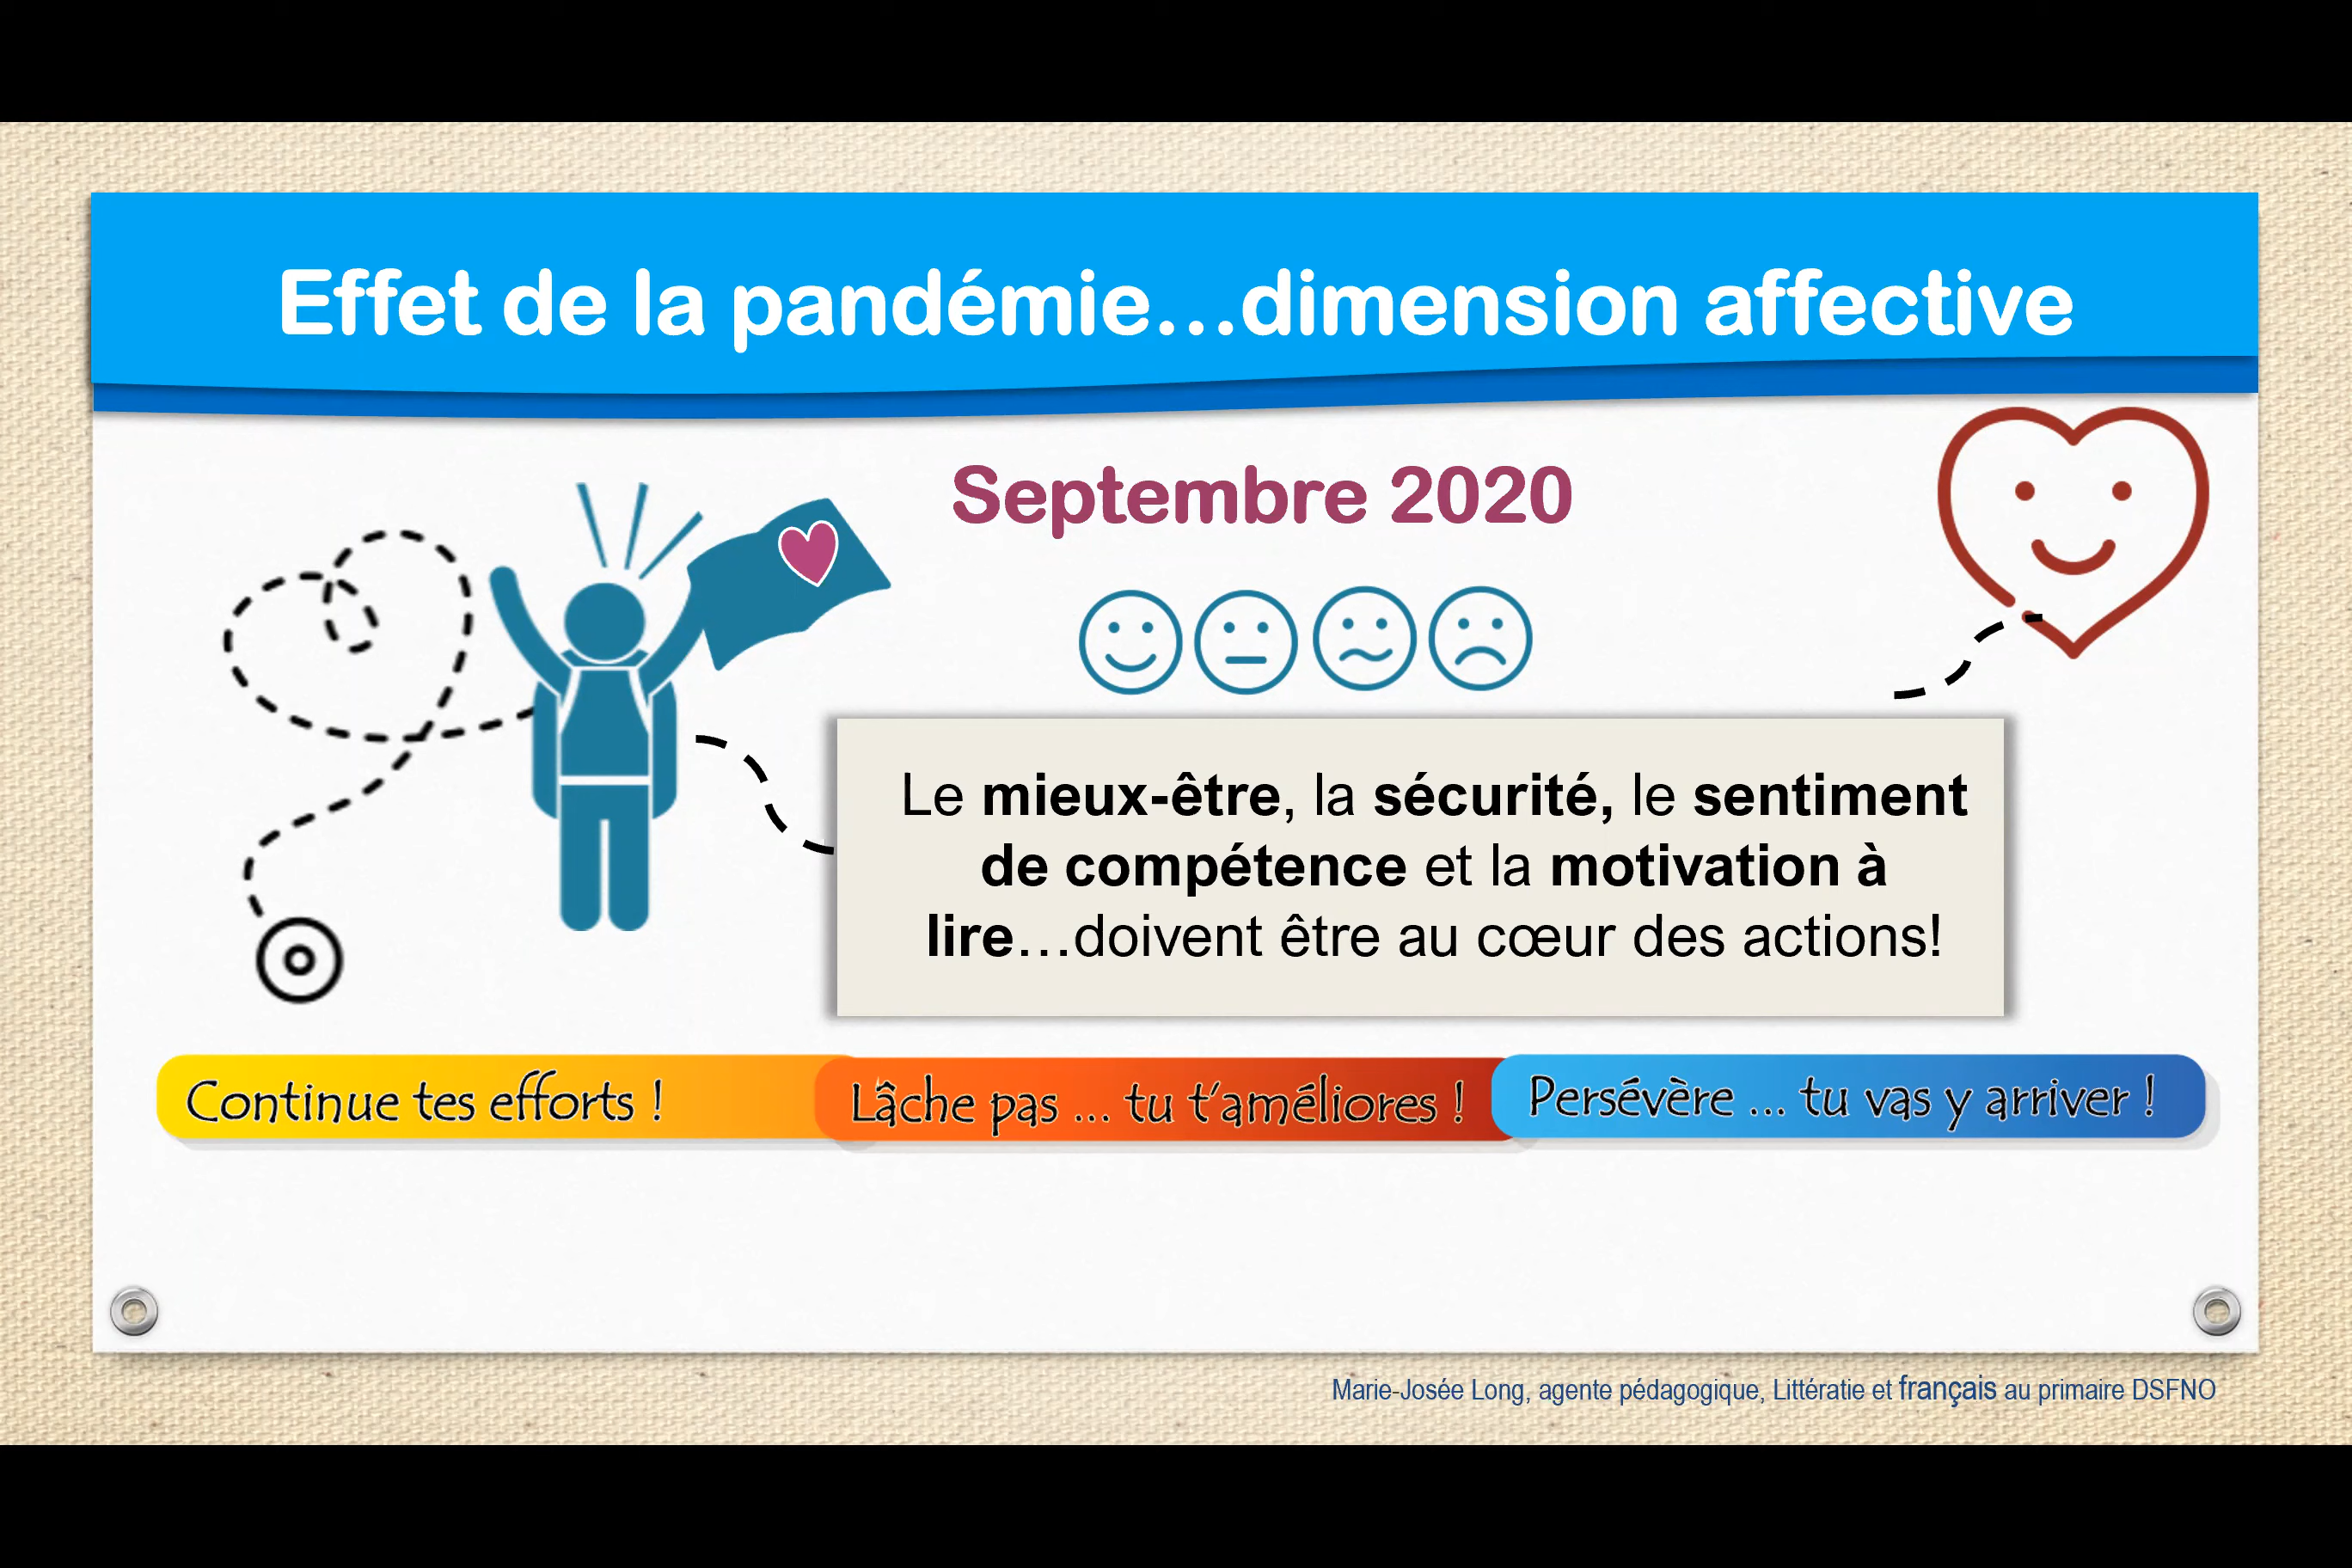 Effet de la pandémie…dimension affective
Septembre 2020
Le mieux-être, la sécurité, le sentiment
de compétence et la motivation à
lire…doivent être au cœur des actions!
Continue tes efforts !
Lâche pas ... tu t'améliores !
Persévère ... tu vas y arriver !
Marie-Josée Long, agente pédagogique, Littératie et français au primaire DSFNO